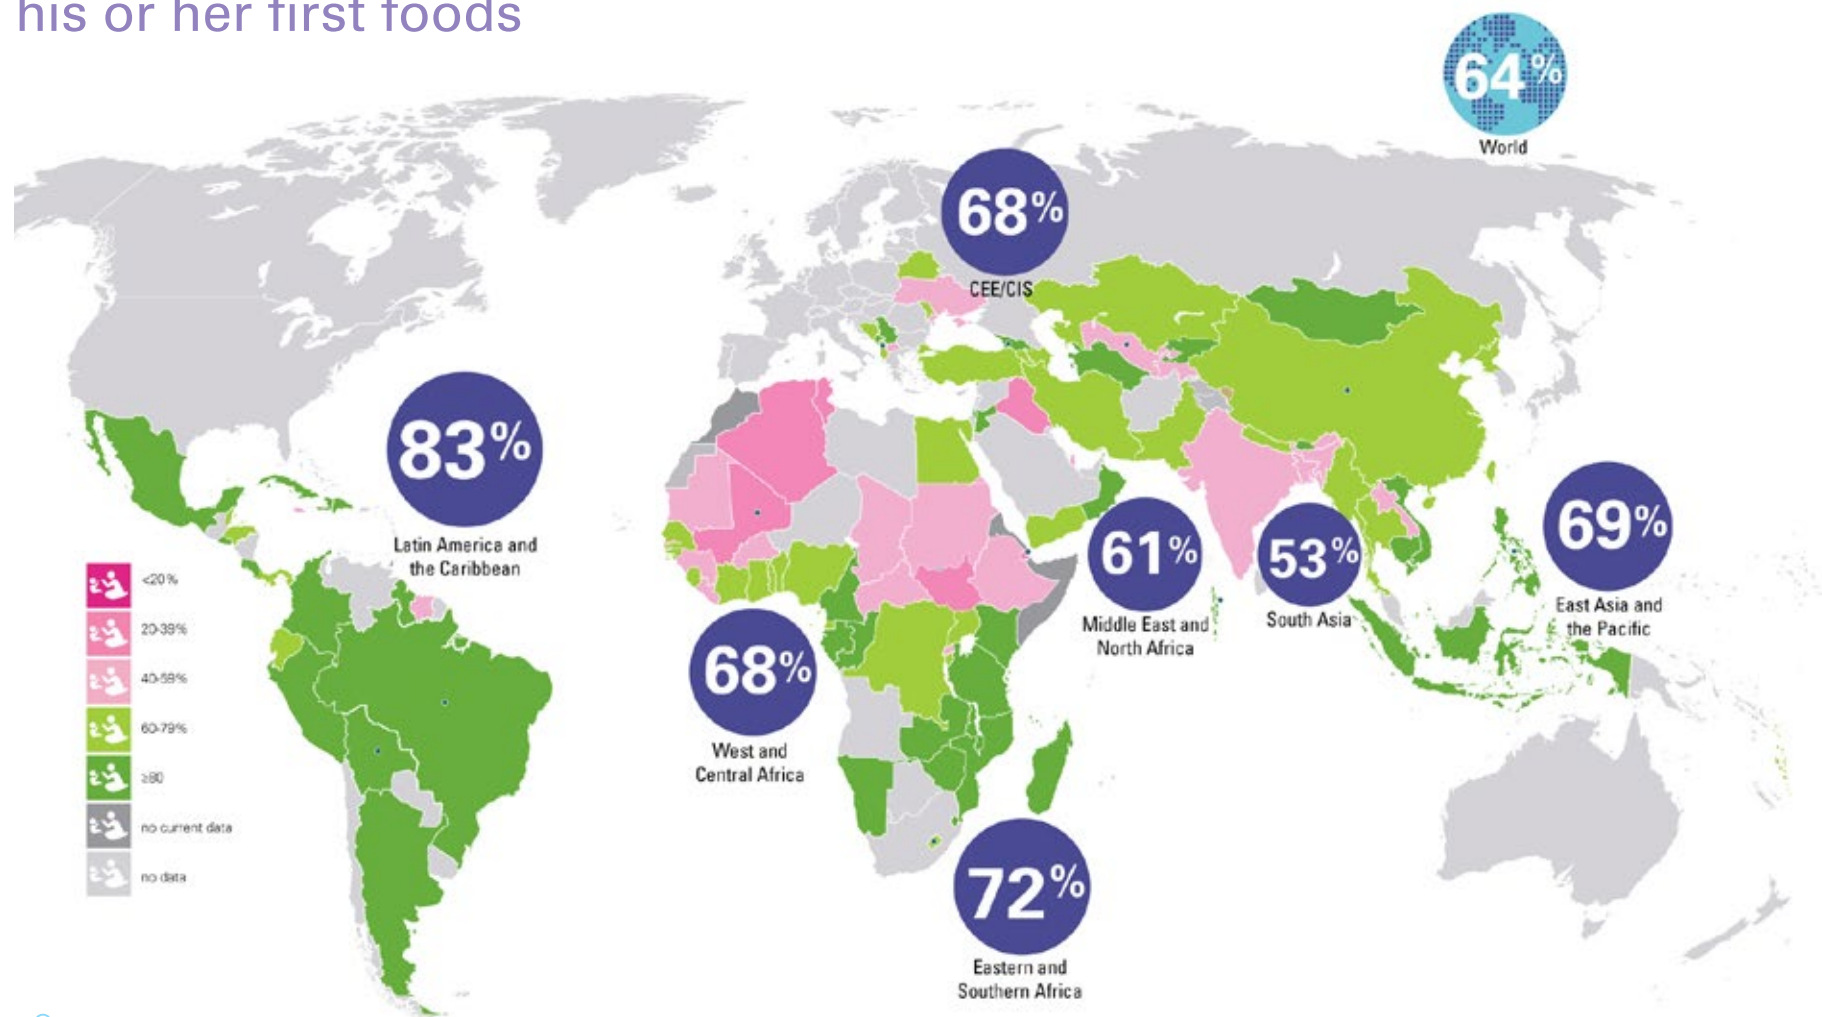 his or her first foods
64%
World
68%
CEE/CIS
83%
Latin America and
the Caribbean
<20%
20-39%
40-59%
60-79%
≥80
no current data
no data
61%
Middle East and
North Africa
53%
South Asia
69%
East Asia and
the Pacific
68%
West and
Central Africa
72%
Eastern and
Southern Africa